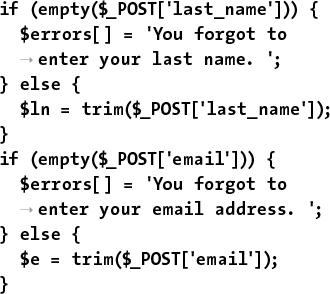 if (empty($_POST['last_name'])) {
$errors[] = 'You forgot to
→ enter your last name. ';
} else {
$ln = trim($_POST['last_name']);
}
if (empty($_POST['email'])) {
$errors[] = 'You forgot to
→ enter your email address. ';
} else {
$e = trim($_POST['email']);
}